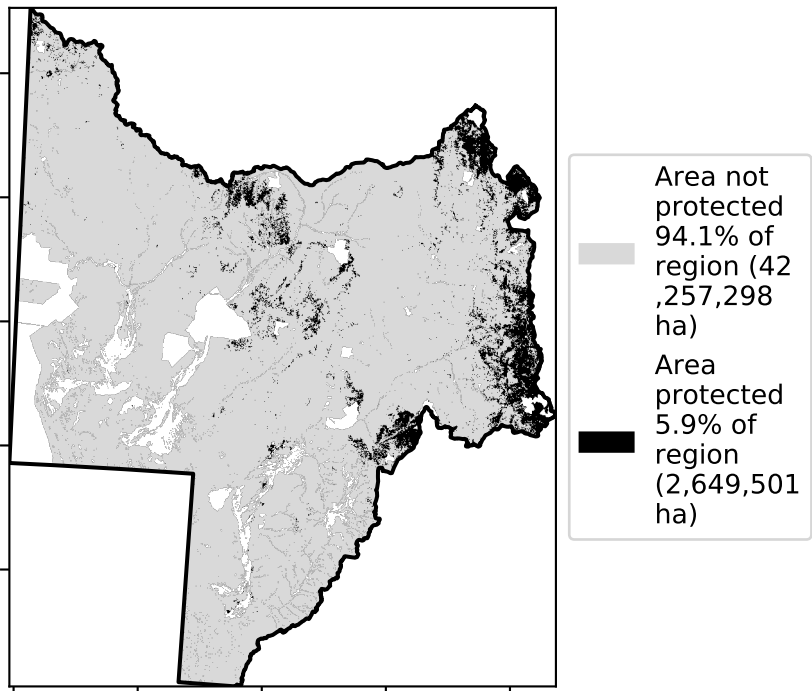 Area not
protected
94.1% of
region (42
,257,298
ha)
Area
protected
5.9% of
region
(2,649,501
ha)